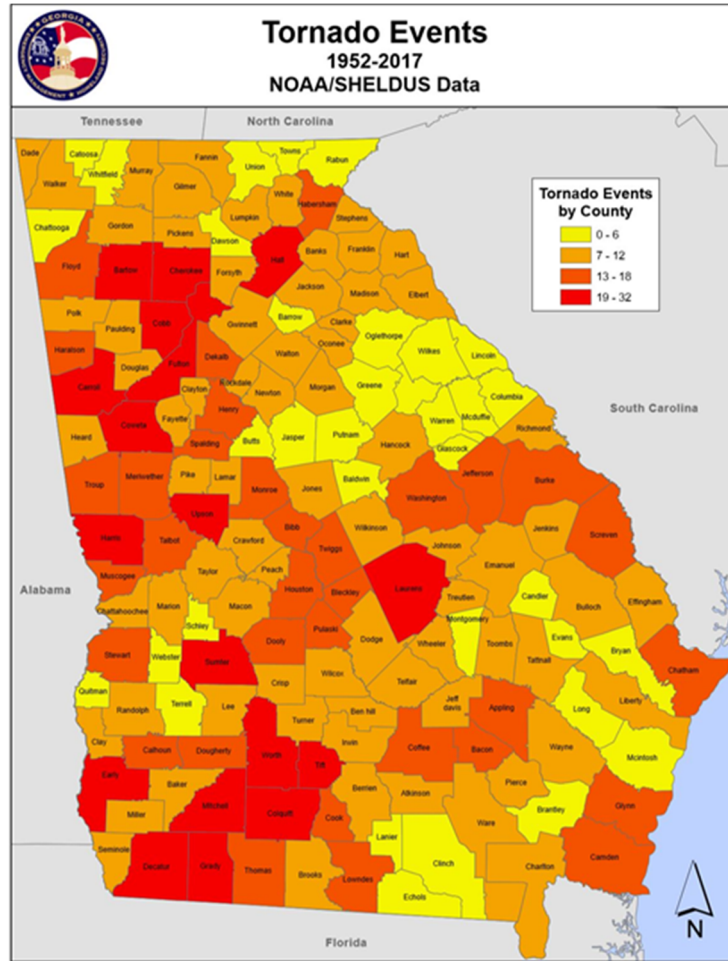 GEORGIA
Tornado Events
1952-2017
NOAA/SHELDUS Data
Tennessee
North Carolina
Dade
Catoosa
Fannin
Towns
Rabun
Walker
Whitfield
Murray
Union
Gilmer
White
Habersham
Chattooga
Gordon
Pickens
Lumpkin
Stephens
Dawson
Floyd
Bartow
Cherokee
Forsyth
Hall
Banks
Franklin
Hart
Jackson
Madison
Elbert
Polk
Paulding
Cobb
Gwinnett
Barrow
Clarke
Oconee
Oglethorpe
Wilkes
Lincoln
Haralson
Douglas
Fulton
Dekalb
Walton
Carroll
Clayton
Rockdale
Newton
Morgan
Greene
Columbia
Coweta
Fayette
Henry
Warren
Mcduffie
Heard
Spalding
Butts
Jasper
Putnam
Hancock
Glascock
Richmond
Troup
Meriwether
Pike
Lamar
Monroe
Jones
Baldwin
Washington
Jefferson
Burke
Upson
Harris
Talbot
Crawford
Bibb
Twiggs
Wilkinson
Johnson
Jenkins
Screven
Muscogee
Taylor
Peach
Houston
Bleckley
Laurens
Emanuel
Chattahoochee
Marion
Macon
Treutlen
Candler
Bulloch
Effingham
Schley
Pulaski
Montgomery
Stewart
Webster
Sumter
Dooly
Dodge
Wheeler
Toombs
Tattnall
Evans
Bryan
Chatham
Quitman
Randolph
Terrell
Lee
Crisp
Wilcox
Telfair
Jeff
davis
Appling
Long
Liberty
Clay
Calhoun
Dougherty
Turner
Ben hill
Irwin
Coffee
Bacon
Wayne
Mcintosh
Early
Baker
Worth
Tift
Miller
Mitchell
Colquitt
Cook
Berrien
Atkinson
Pierce
Brantley
Glynn
Ware
Seminole
Decatur
Grady
Thomas
Brooks
Lowndes
Lanier
Clinch
Echols
Charlton
Camden
Tornado Events
by County
0 - 6
7 - 12
13 - 18
19 - 32
South Carolina
Alabama
Florida
N